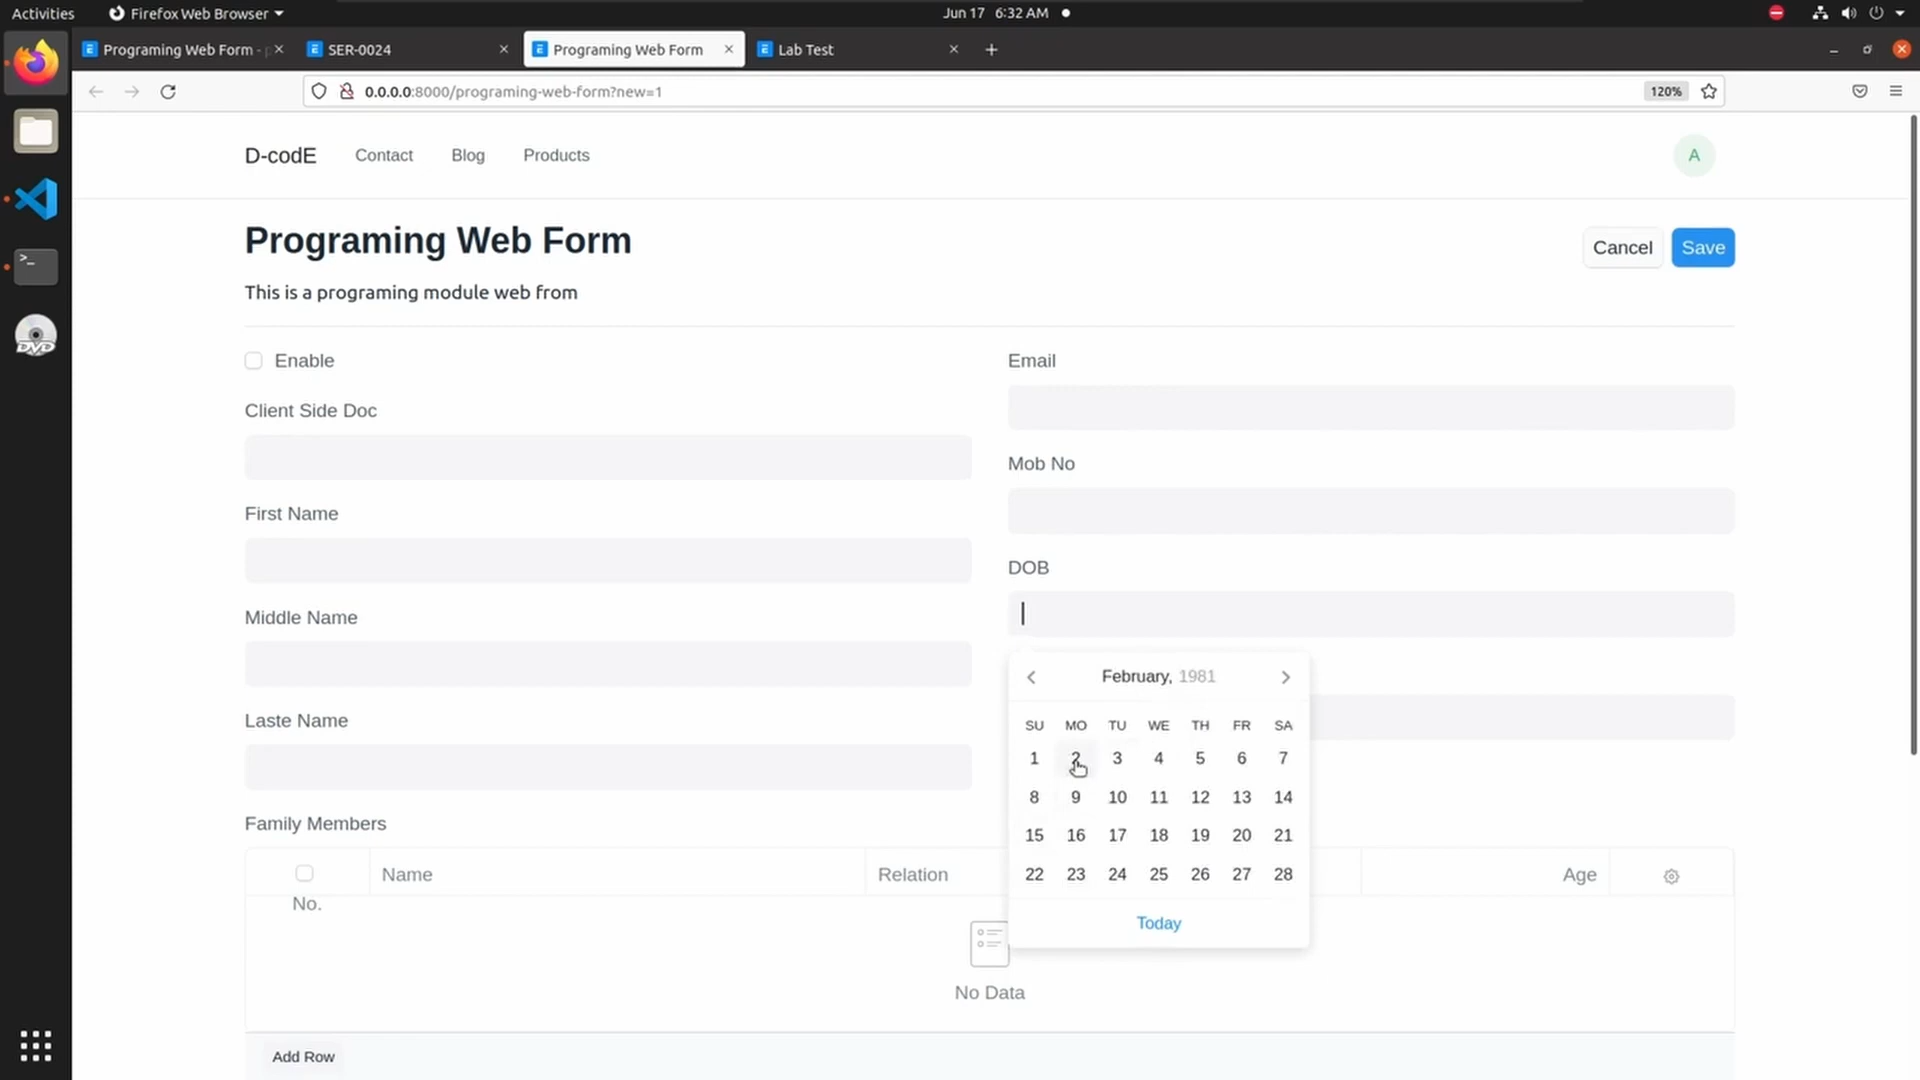 Activities Firefox Web Browser Jun 17 6:32 AM
Programing Web Form - SER-0024 Programing Web Form Lab Test
0.0.0.0:8000/programing-web-form?new=1 120%
D-codE Contact Blog Products A
Programing Web Form Cancel Save
This is a programing module web from
Enable
Client Side Doc
First Name
Middle Name
Laste Name
Email
Mob No
DOB
February, 1981
SU MO TU WE TH FR SA
1 2 3 4 5 6 7
8 9 10 11 12 13 14
15 16 17 18 19 20 21
22 23 24 25 26 27 28
Today
Family Members
No. Name Relation Age
No Data
Add Row
DVD